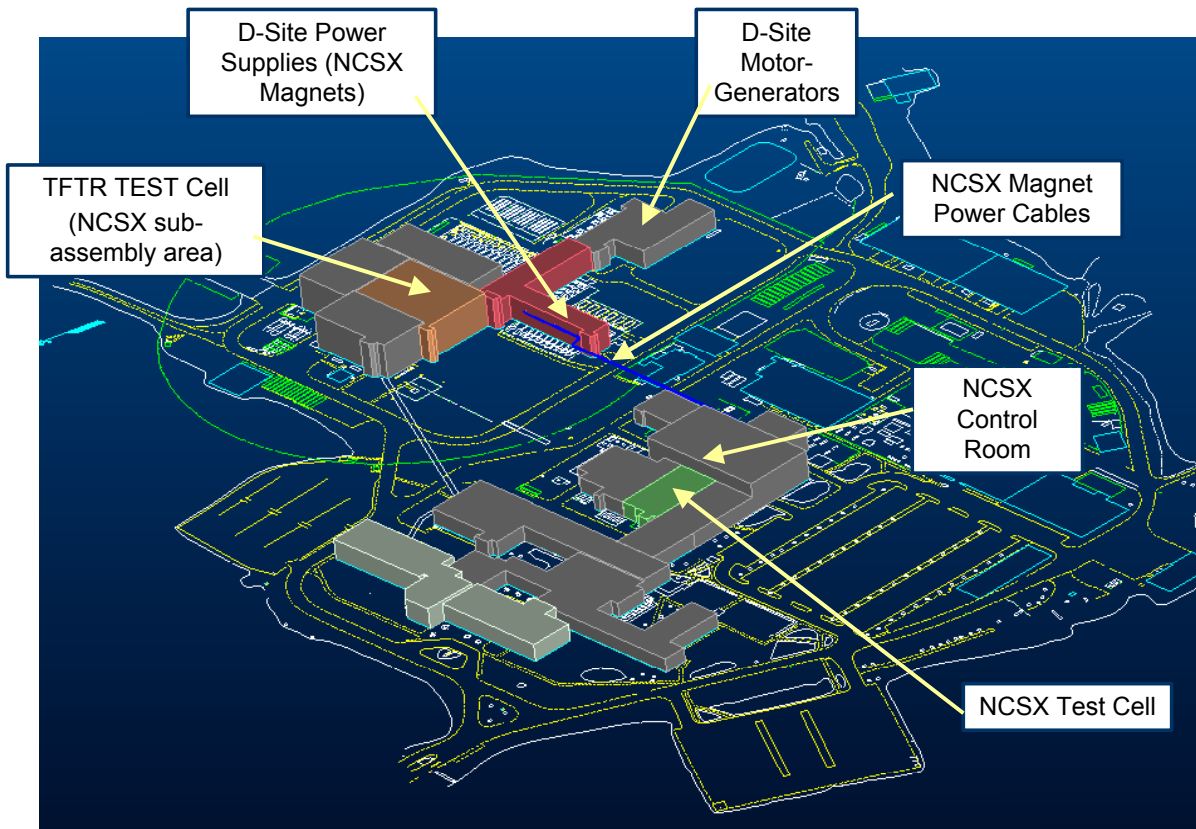 D-Site Power
Supplies (NCSX
Magnets)
D-Site
Motor-
Generators
TFTR TEST Cell
(NCSX sub-
assembly area)
NCSX Magnet
Power Cables
NCSX
Control
Room
NCSX Test Cell